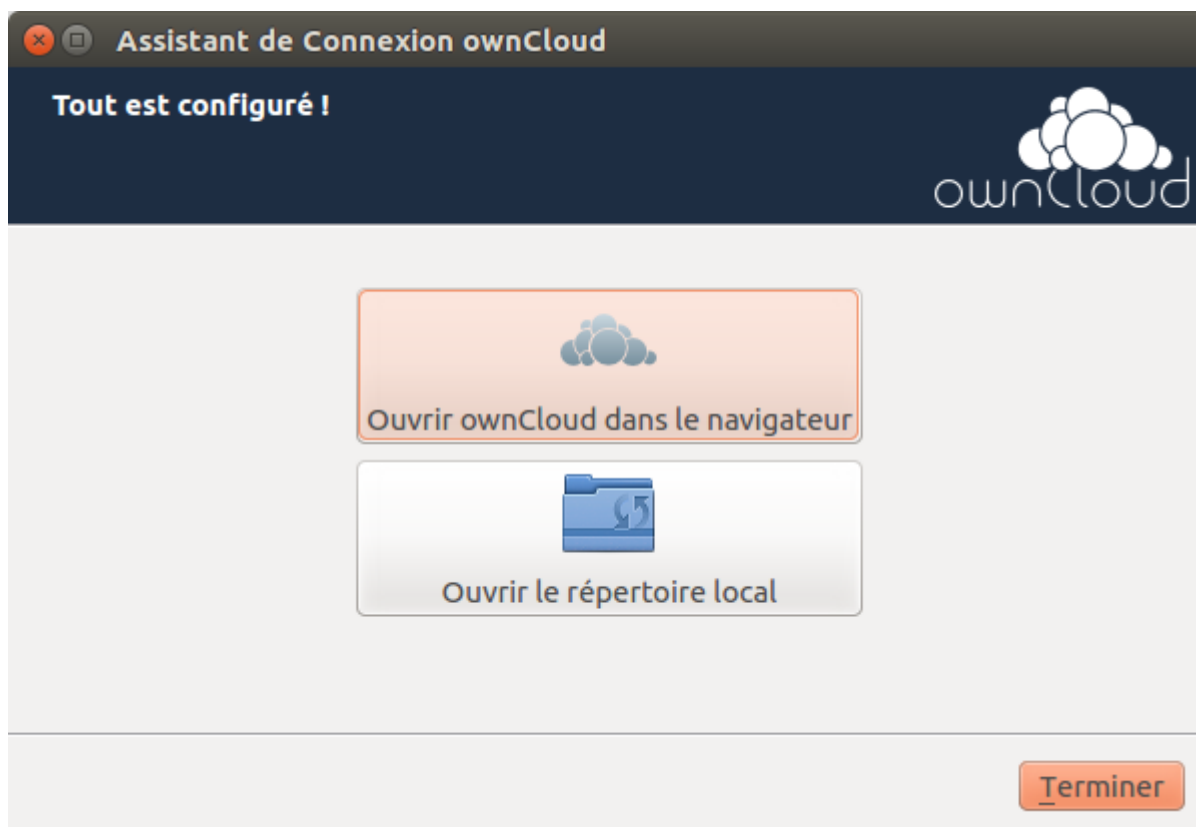 Assistant de Connexion ownCloud
Tout est configuré !
ownCloud
Ouvrir ownCloud dans le navigateur
Ouvrir le répertoire local
Terminer